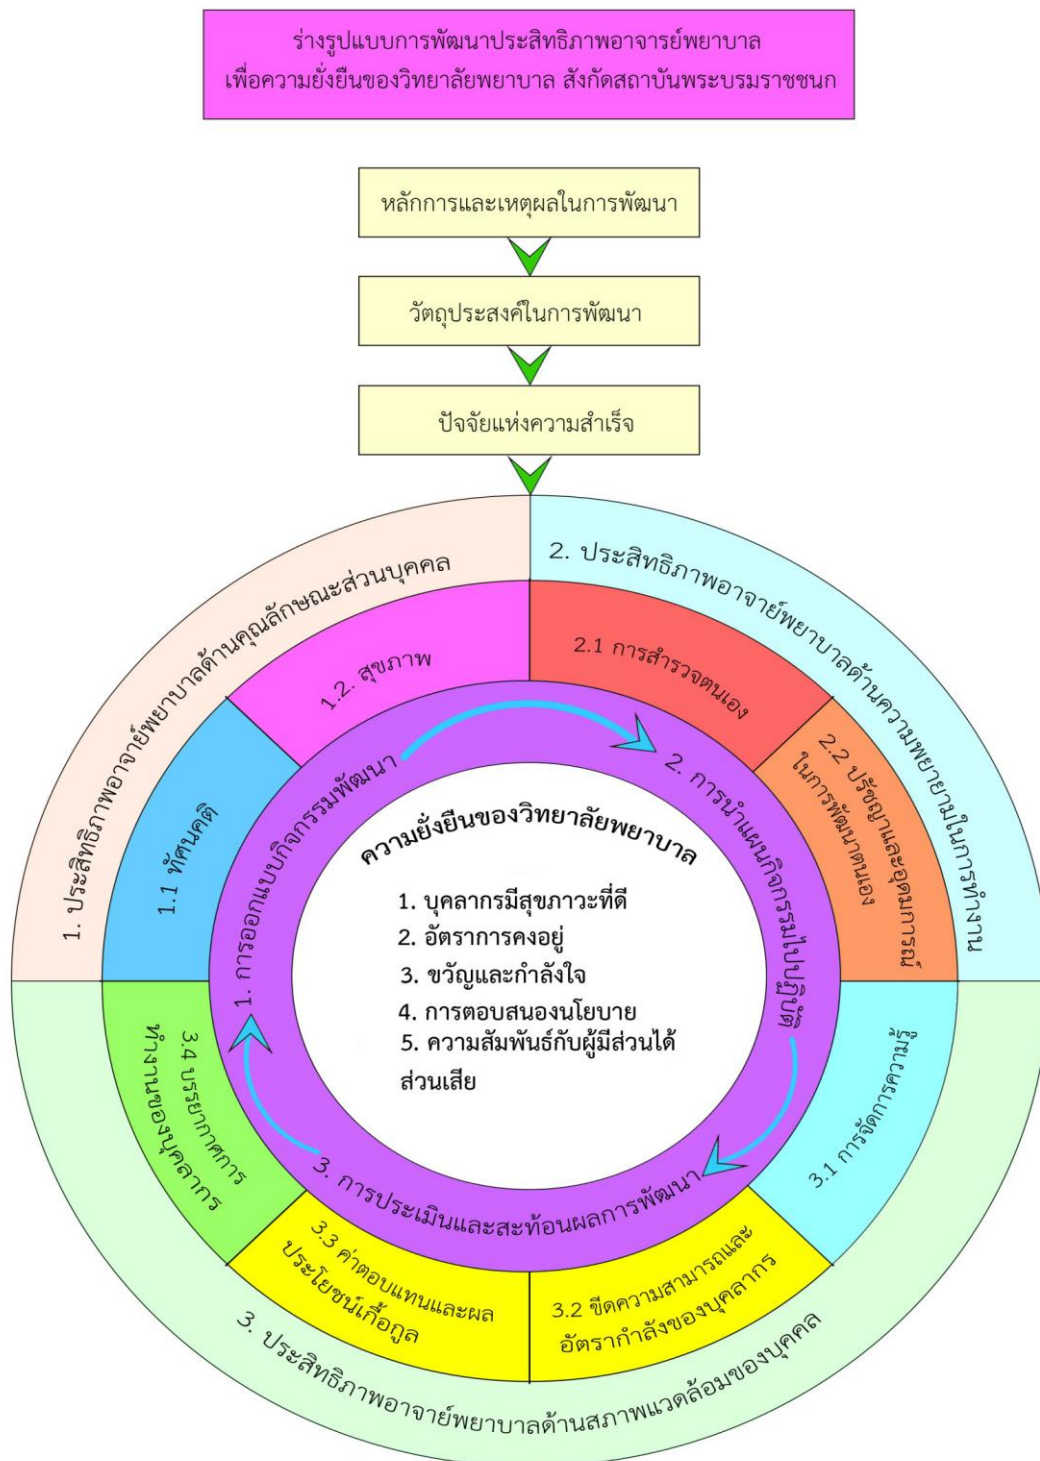 ร่างรูปแบบการพัฒนาประสิทธิภาพอาจารย์พยาบาล
เพื่อความยั่งยืนของวิทยาลัยพยาบาล สังกัดสถาบันพระบรมราชชนก
หลักการและเหตุผลในการพัฒนา
วัตถุประสงค์ในการพัฒนา
ปัจจัยแห่งความสำเร็จ
1. ประสิทธิภาพอาจาย์พยาบาลด้านคุณลักษณะส่วนบุคคล
2. ประสิทธิภาพอาจาย์พยาบาลด้านความพยายามในการทำงาน
1.2. สุขภาพ
2.1 การสำรวจตนเอง
1.1 ทัศนคติ
2.2 ปรัชญาและอุดมการณ์
ในการพัฒนาตนเอง
1. การออกแบบกิจกรรมพัฒนา
2. การนำแผนกิจกรรมไปปฏิบัติ
ความยั่งยืนของวิทยาลัยพยาบาล
1. บุคลากรมีสุขภาวะที่ดี
2. อัตราการคงอยู่
3. ขวัญและกำลังใจ
4. การตอบสนองนโยบาย
5. ความสัมพันธ์กับผู้มีส่วนได้
ส่วนเสีย
3. การประเมินและสะท้อนผลการพัฒนา
3.4 บรรยากาศการ
ทำงานของบุคลากร
3.1 การจัดการความรู้
3.3 ค่าตอบแทนและผล
ประโยชน์เกื้อกูล
3.2 ขีดความสามารถและ
อัตรากำลังของบุคลากร
3. ประสิทธิภาพอาจาย์พยาบาลด้านสภาพแวดล้อมของบุคคล